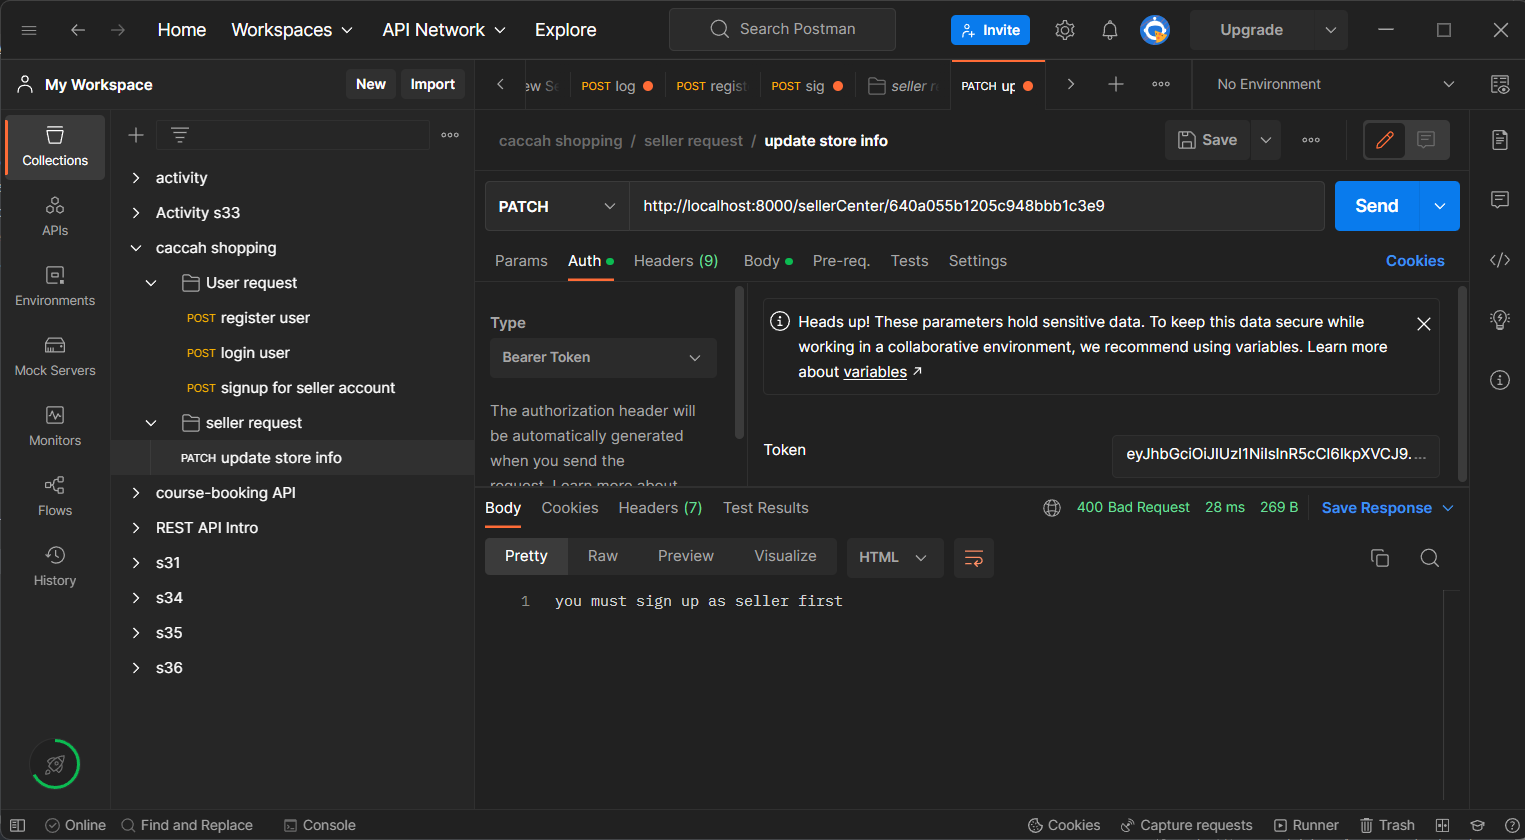 Home Workspaces API Network Explore Search Postman Invite Upgrade
My Workspace New Import
ew Se POST log POST regist POST sig seller r PATCH up No Environment
Collections
APIs
Environments
Mock Servers
Monitors
Flows
History
activity
Activity s33
caccah shopping
User request
POST register user
POST login user
POST signup for seller account
seller request
PATCH update store info
course-booking API
REST API Intro
s31
s34
s35
s36
caccah shopping / seller request / update store info Save
PATCH http://localhost:8000/sellerCenter/640a055b1205c948bbb1c3e9 Send
Params Auth Headers (9) Body Pre-req. Tests Settings Cookies
Type
Bearer Token
The authorization header will
be automatically generated
when you send the
request. Learn more about
Heads up! These parameters hold sensitive data. To keep this data secure while
working in a collaborative environment, we recommend using variables. Learn more
about variables ↗
Token eyJhbGciOiJIUzI1NiIsInR5cCI6IkpXVCJ9....
Body Cookies Headers (7) Test Results 400 Bad Request 28 ms 269 B Save Response
Pretty Raw Preview Visualize HTML
1 you must sign up as seller first
Online Find and Replace Console Cookies Capture requests Runner Trash